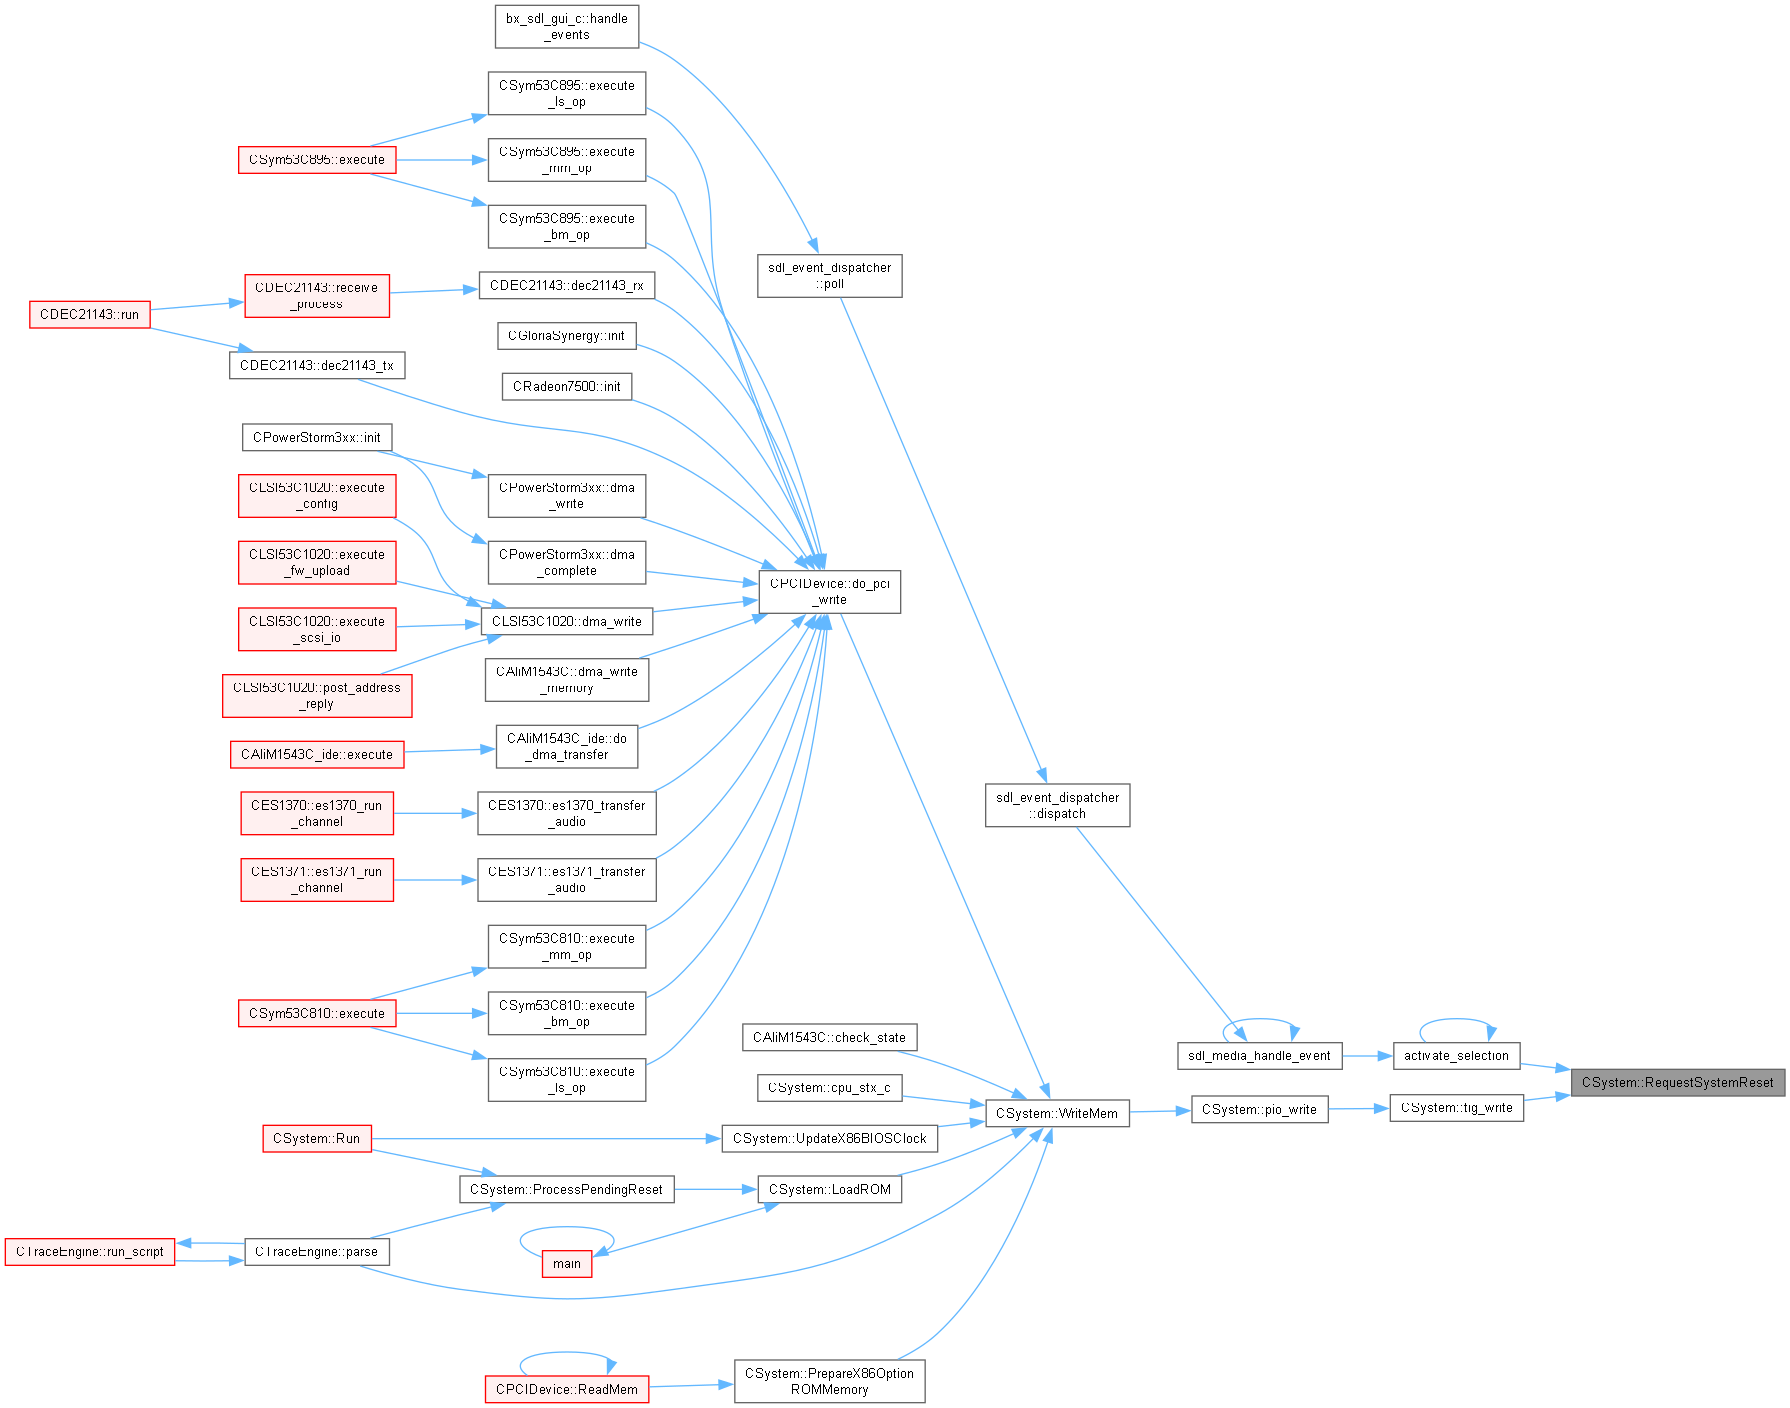 bx_sdl_gui_c::handle
_events
CSym53C895::execute
_ls_op
CSym53C895::execute
_mm_op
CSym53C895::execute
CSym53C895::execute
_bm_op
sdl_event_dispatcher
::poll
CDEC21143::receive
_process
CDEC21143::dec21143_rx
CDEC21143::run
CGloriaSynergy::init
CDEC21143::dec21143_tx
CRadeon7500::init
CPowerStorm3xx::init
CLSI53C1020::execute
_config
CPowerStorm3xx::dma
_write
CLSI53C1020::execute
_fw_upload
CPowerStorm3xx::dma
_complete
CPCIDevice::do_pci
_write
CLSI53C1020::execute
_scsi_io
CLSI53C1020::dma_write
CLSI53C1020::post_address
_reply
CAliM1543C::dma_write
_memory
CAliM1543C_ide::execute
CAliM1543C_ide::do
_dma_transfer
CES1370::es1370_run
_channel
CES1370::es1370_transfer
_audio
sdl_event_dispatcher
::dispatch
CES1371::es1371_run
_channel
CES1371::es1371_transfer
_audio
CSym53C810::execute
_mm_op
CSym53C810::execute
CSym53C810::execute
_bm_op
CAliM1543C::check_state
sdl_media_handle_event
activate_selection
CSym53C810::execute
_ls_op
CSystem::cpu_stx_c
CSystem::RequestSystemReset
CSystem::WriteMem
CSystem::pio_write
CSystem::tig_write
CSystem::Run
CSystem::UpdateX86BIOSClock
CSystem::ProcessPendingReset
CSystem::LoadROM
CTraceEngine::run_script
CTraceEngine::parse
main
CPCIDevice::ReadMem
CSystem::PrepareX86Option
ROMMemory